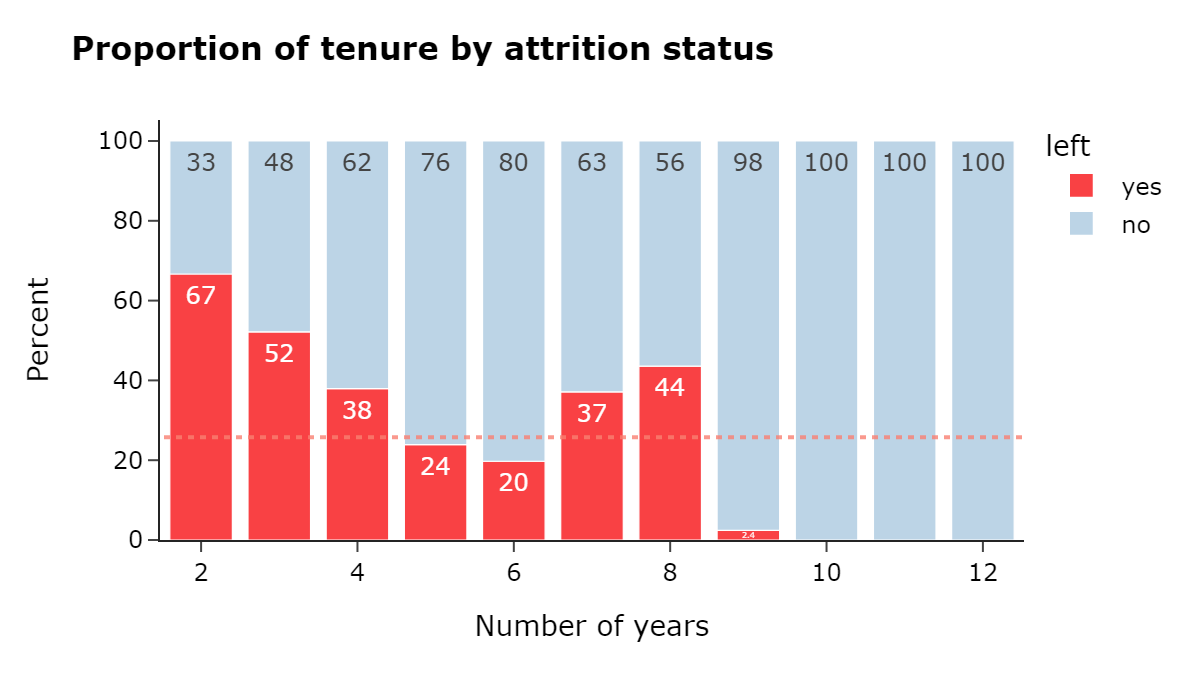 Proportion of tenure by attrition status
100
80
60
40
20
0
Percent
33 48 62 76 80 63 56 98 100 100 100
67 52 38 24 20 37 44 2.4
2 4 6 8 10 12
Number of years
left
yes
no